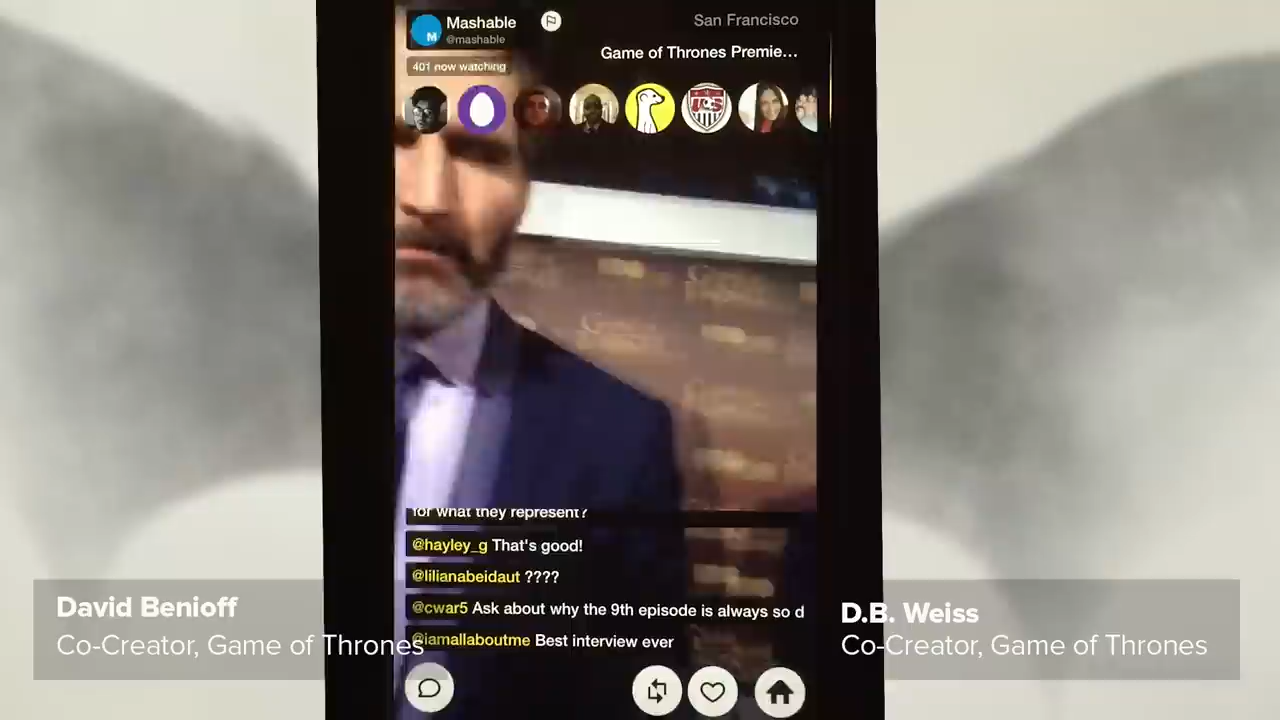 Mashable
@mashable
San Francisco
Game of Thrones Premie...
401 now watching
for what they represent?
@hayley_g That's good!
@lilianabeidaut ????
@cwar5 Ask about why the 9th episode is always so d
@iamallaboutme Best interview ever
David Benioff
Co-Creator, Game of Thrones
D.B. Weiss
Co-Creator, Game of Thrones